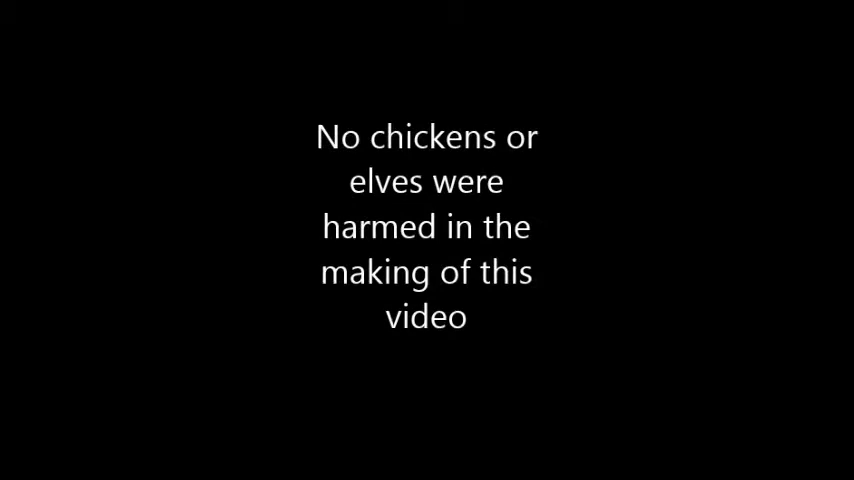 No chickens or
elves were
harmed in the
making of this
video